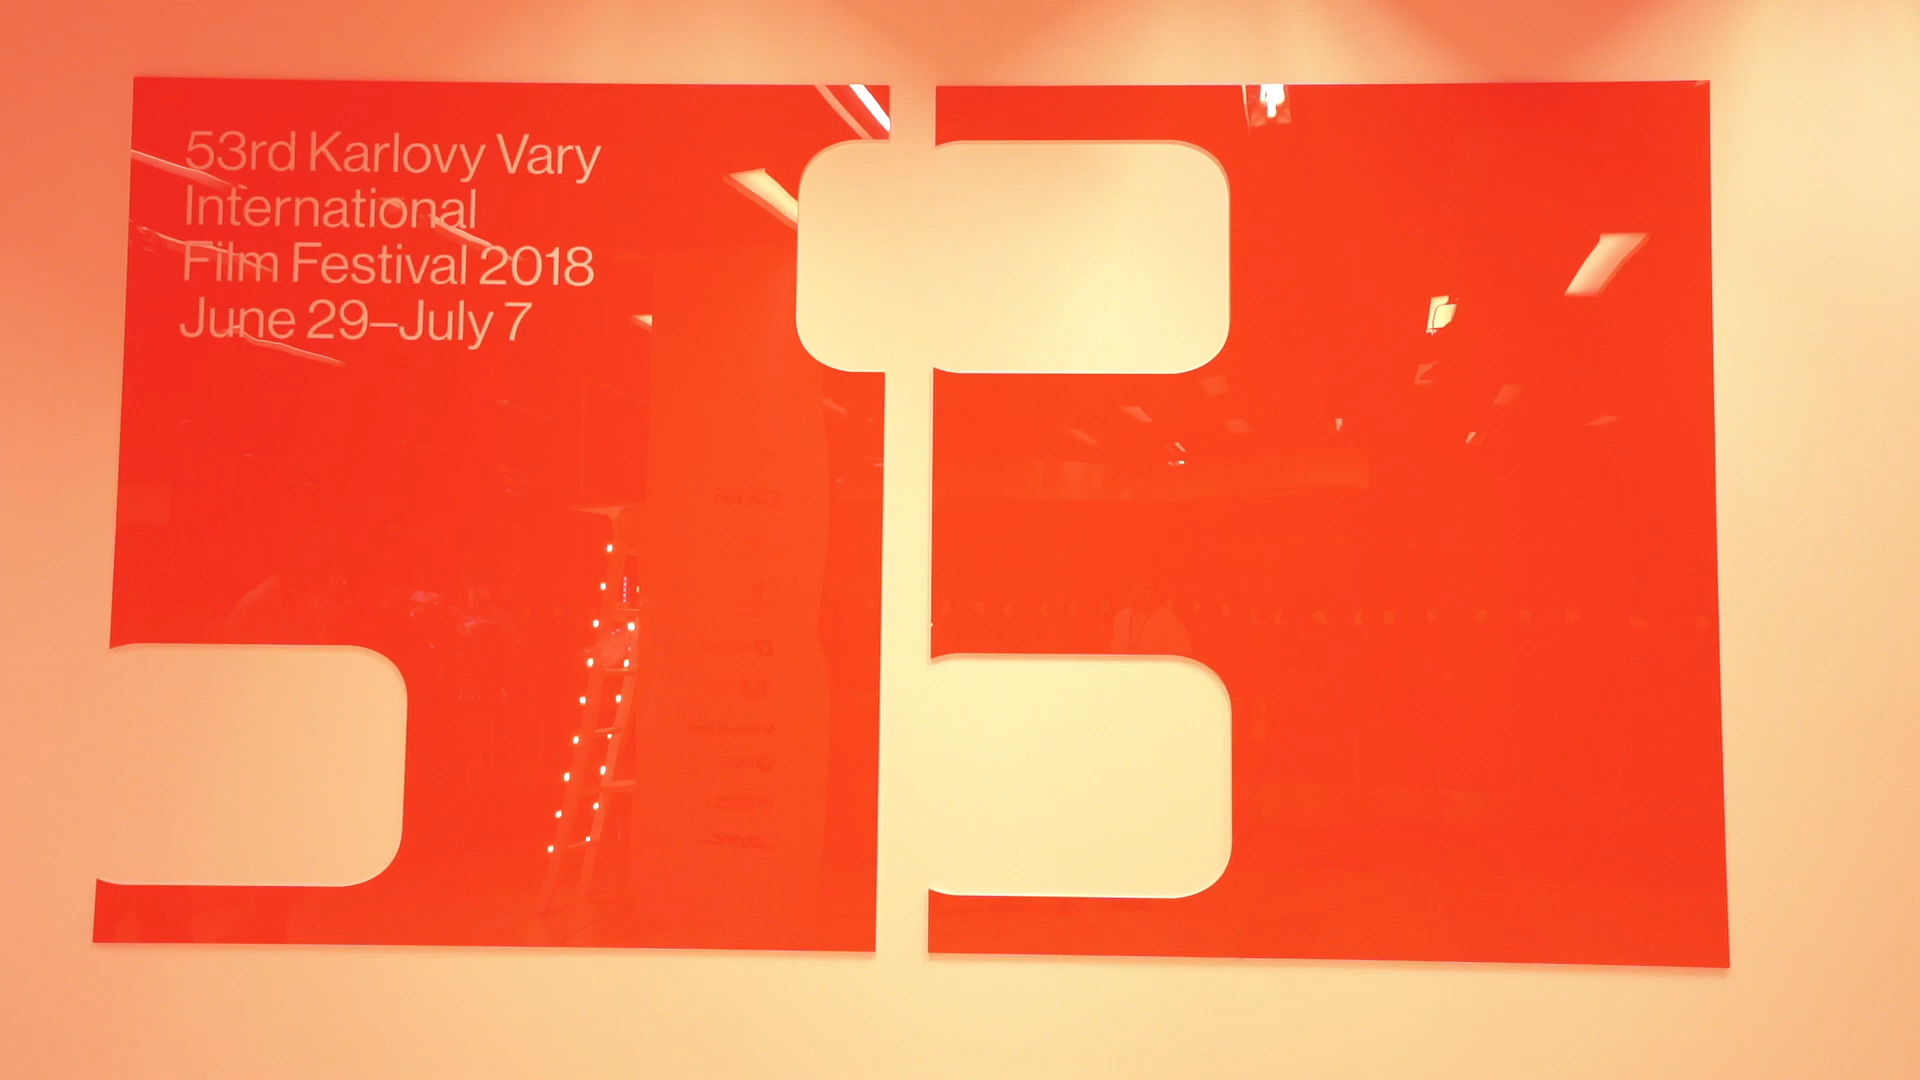 53rd Karlovy Vary
International
Film Festival 2018
June 29–July 7